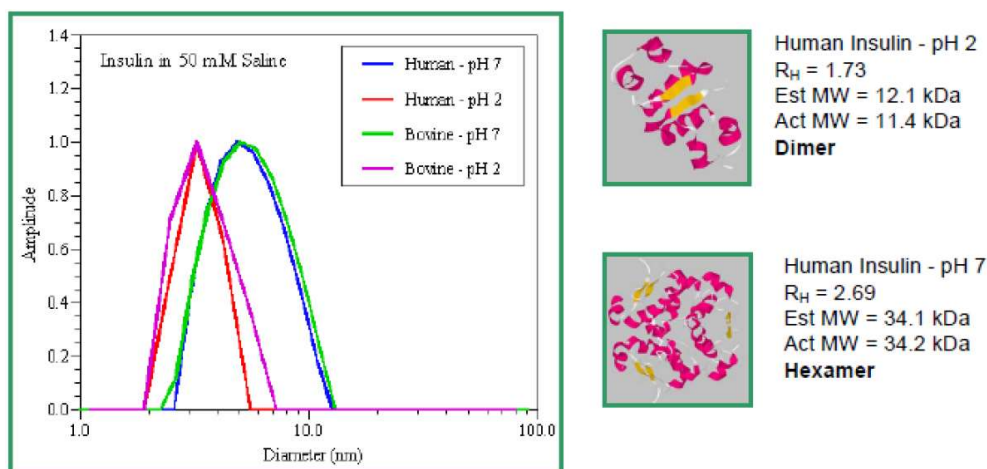 Insulin in 50 mM Saline
Human - pH 7
Human - pH 2
Bovine - pH 7
Bovine - pH 2
Amplitude
1.4
1.2
1.0
0.8
0.6
0.4
0.2
0.0
1.0
10.0
100.0
Diameter (nm)
Human Insulin - pH 2
R_H = 1.73
Est MW = 12.1 kDa
Act MW = 11.4 kDa
Dimer
Human Insulin - pH 7
R_H = 2.69
Est MW = 34.1 kDa
Act MW = 34.2 kDa
Hexamer